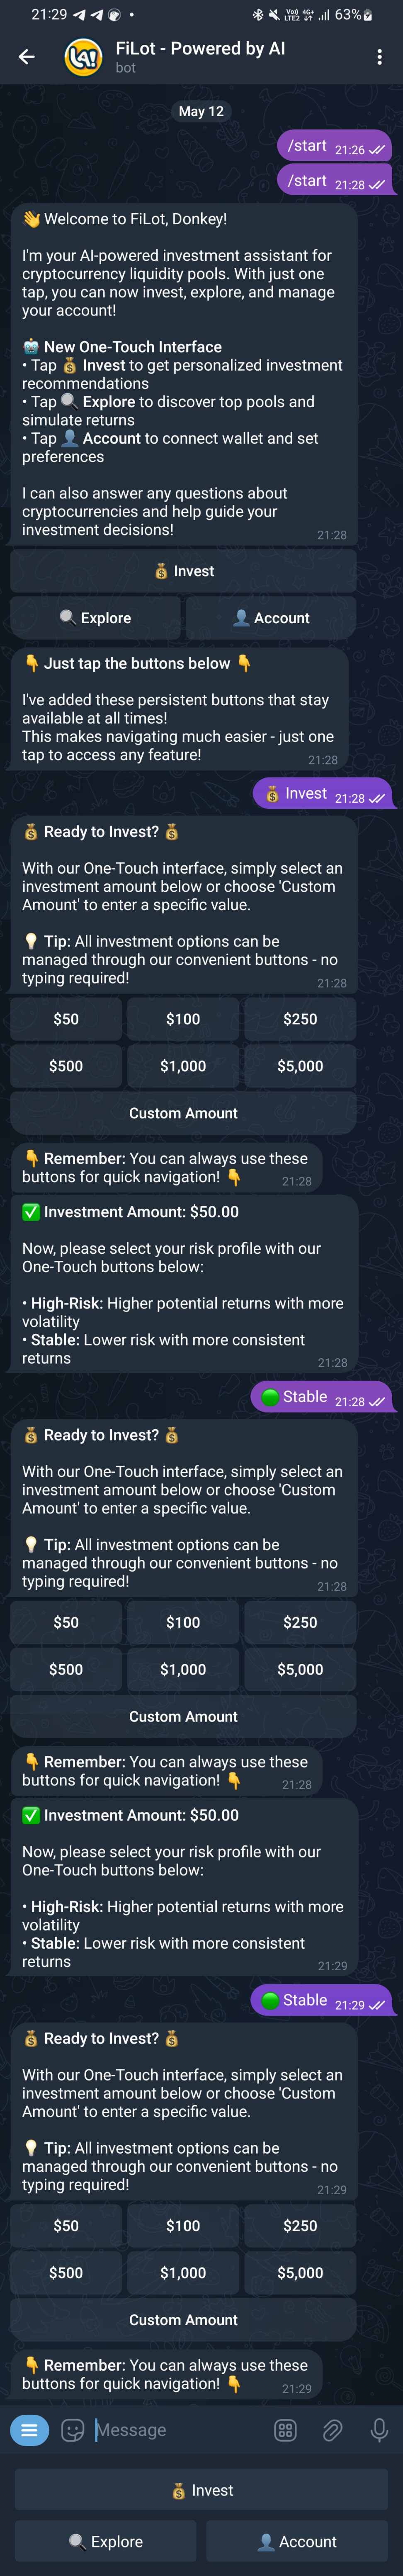 21:29 63%
FiLot - Powered by AI
bot
May 12
/start 21:26
/start 21:28
👋 Welcome to FiLot, Donkey!
I'm your AI-powered investment assistant for
cryptocurrency liquidity pools. With just one
tap, you can now invest, explore, and manage
your account!
🤖 New One-Touch Interface
• Tap 💰 Invest to get personalized investment
recommendations
• Tap 🔍 Explore to discover top pools and
simulate returns
• Tap 👤 Account to connect wallet and set
preferences
I can also answer any questions about
cryptocurrencies and help guide your
investment decisions! 21:28
💰 Invest
🔍 Explore 👤 Account
👇 Just tap the buttons below 👇
I've added these persistent buttons that stay
available at all times!
This makes navigating much easier - just one
tap to access any feature! 21:28
💰 Invest 21:28
💰 Ready to Invest? 💰
With our One-Touch interface, simply select an
investment amount below or choose 'Custom
Amount' to enter a specific value.
💡 Tip: All investment options can be
managed through our convenient buttons - no
typing required! 21:28
$50 $100 $250
$500 $1,000 $5,000
Custom Amount
👇 Remember: You can always use these
buttons for quick navigation! 👇 21:28
✅ Investment Amount: $50.00
Now, please select your risk profile with our
One-Touch buttons below:
• High-Risk: Higher potential returns with more
volatility
• Stable: Lower risk with more consistent
returns 21:28
🟢 Stable 21:28
💰 Ready to Invest? 💰
With our One-Touch interface, simply select an
investment amount below or choose 'Custom
Amount' to enter a specific value.
💡 Tip: All investment options can be
managed through our convenient buttons - no
typing required! 21:28
$50 $100 $250
$500 $1,000 $5,000
Custom Amount
👇 Remember: You can always use these
buttons for quick navigation! 👇 21:28
✅ Investment Amount: $50.00
Now, please select your risk profile with our
One-Touch buttons below:
• High-Risk: Higher potential returns with more
volatility
• Stable: Lower risk with more consistent
returns 21:29
🟢 Stable 21:29
💰 Ready to Invest? 💰
With our One-Touch interface, simply select an
investment amount below or choose 'Custom
Amount' to enter a specific value.
💡 Tip: All investment options can be
managed through our convenient buttons - no
typing required! 21:29
$50 $100 $250
$500 $1,000 $5,000
Custom Amount
👇 Remember: You can always use these
buttons for quick navigation! 👇 21:29
Message
💰 Invest
🔍 Explore 👤 Account